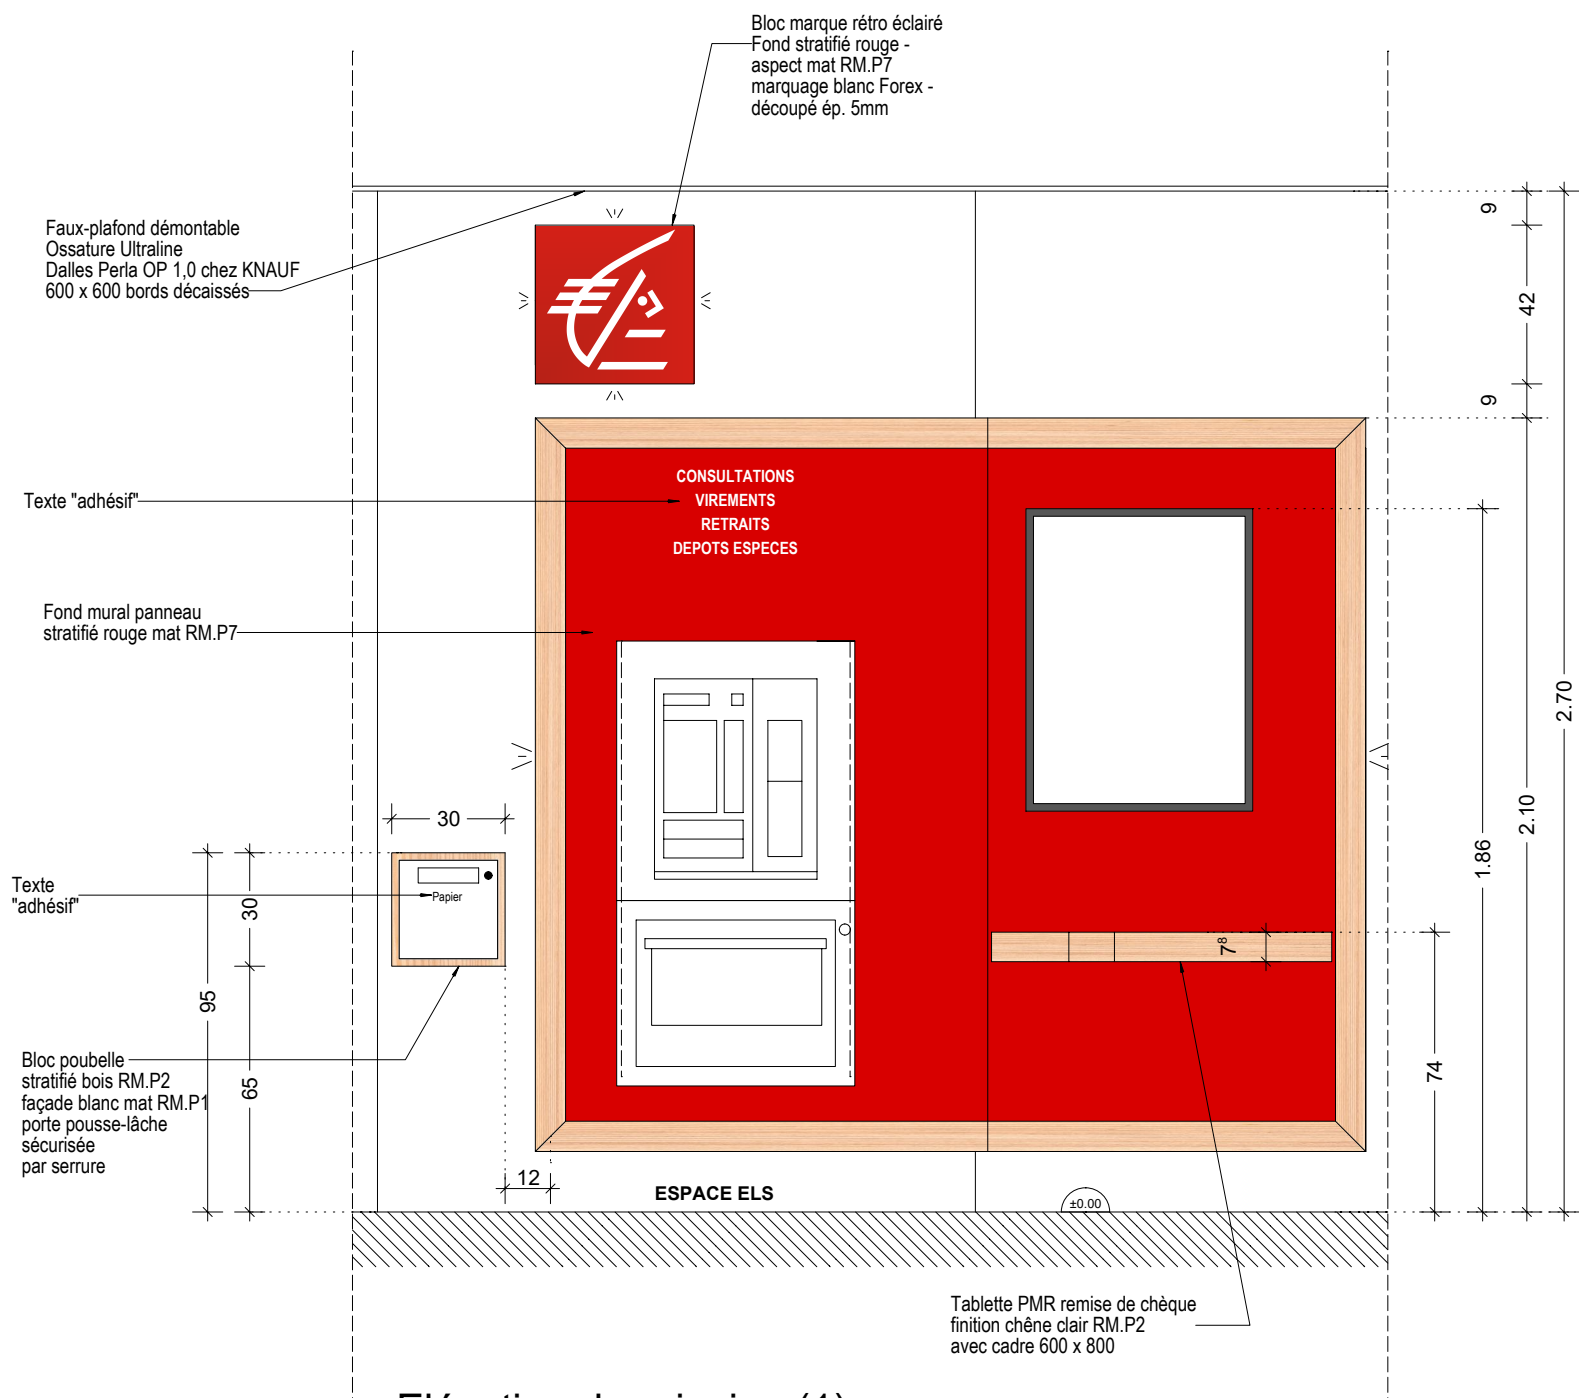 Bloc marque rétro éclairé
Fond stratifié rouge -
aspect mat RM.P7
marquage blanc Forex -
découpé ép. 5mm
Faux-plafond démontable
Ossature Ultraline
Dalles Perla OP 1,0 chez KNAUF
600 x 600 bords décaissés
9
42
9
2.70
2.10
1.86
74
7⁸
CONSULTATIONS
VIREMENTS
RETRAITS
DEPOTS ESPECES
Texte "adhésif"
Fond mural panneau
stratifié rouge mat RM.P7
30
Papier
Texte
"adhésif"
30
95
65
Bloc poubelle
stratifié bois RM.P2
façade blanc mat RM.P1
porte pousse-lâche
sécurisée
par serrure
12
ESPACE ELS
±0.00
Tablette PMR remise de chèque
finition chêne clair RM.P2
avec cadre 600 x 800